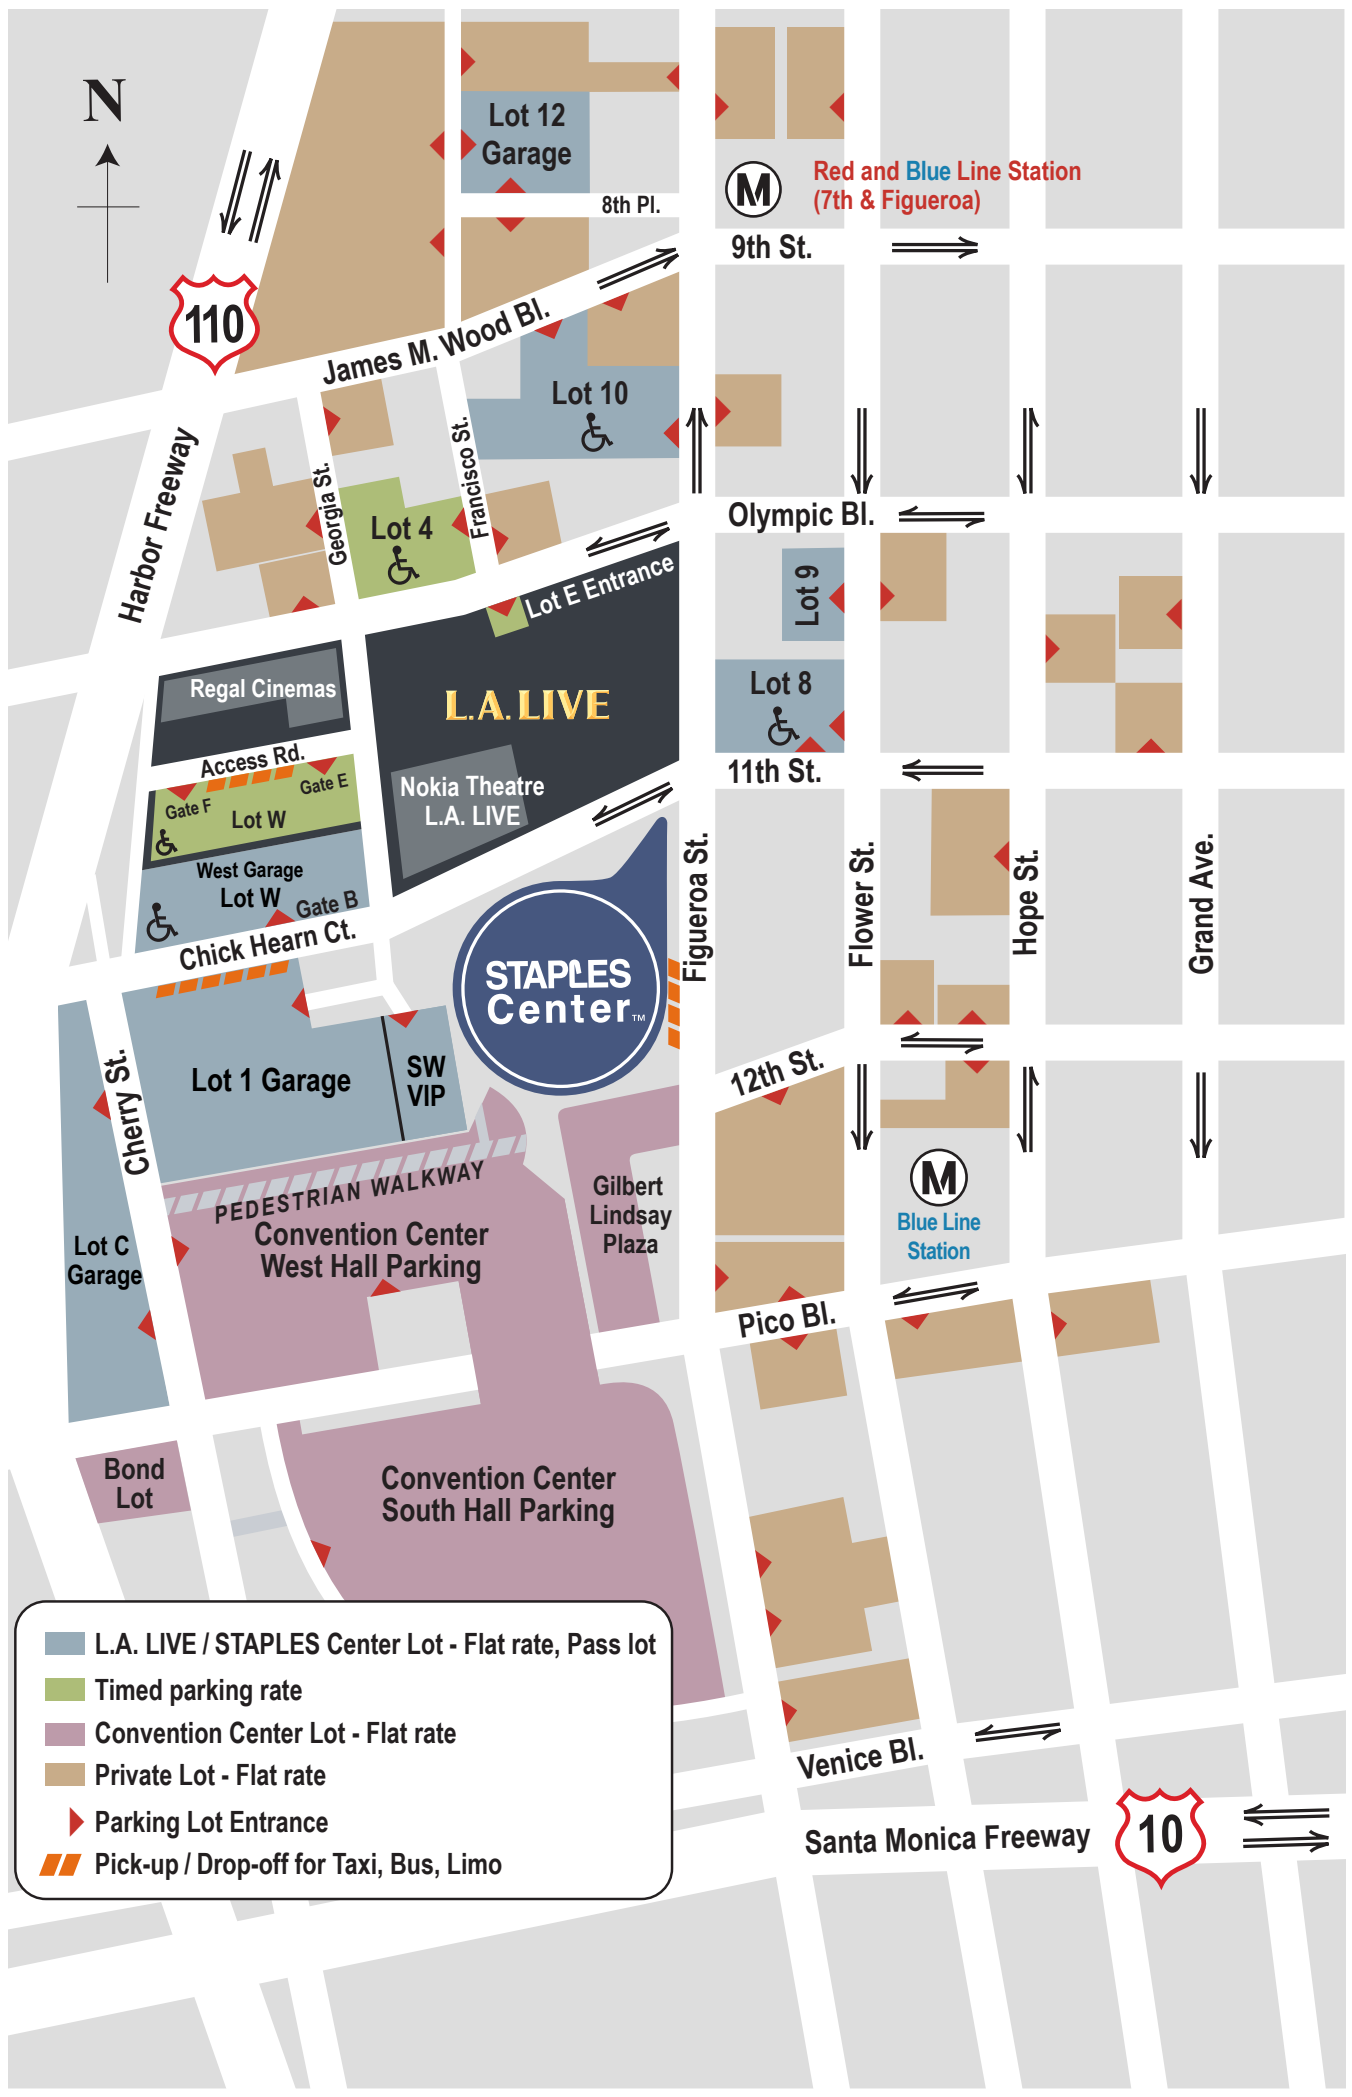 N
Lot 12
Garage
8th Pl.
M
Red and Blue Line Station
(7th & Figueroa)
9th St.
110
James M. Wood Bl.
Lot 10
Harbor Freeway
Georgia St.
Francisco St.
Lot 4
Olympic Bl.
Lot E Entrance
Lot 9
Regal Cinemas
L.A. LIVE
Lot 8
Access Rd.
Gate F
Gate E
Lot W
Nokia Theatre
L.A. LIVE
11th St.
West Garage
Lot W
Gate B
Chick Hearn Ct.
Figueroa St.
Flower St.
Hope St.
Grand Ave.
STAPLES
Center™
Lot 1 Garage
SW
VIP
12th St.
Cherry St.
PEDESTRIAN WALKWAY
Gilbert
Lindsay
Plaza
M
Blue Line
Station
Lot C
Garage
Convention Center
West Hall Parking
Pico Bl.
Bond
Lot
Convention Center
South Hall Parking
L.A. LIVE / STAPLES Center Lot - Flat rate, Pass lot
Timed parking rate
Convention Center Lot - Flat rate
Private Lot - Flat rate
Parking Lot Entrance
Pick-up / Drop-off for Taxi, Bus, Limo
Venice Bl.
Santa Monica Freeway
10